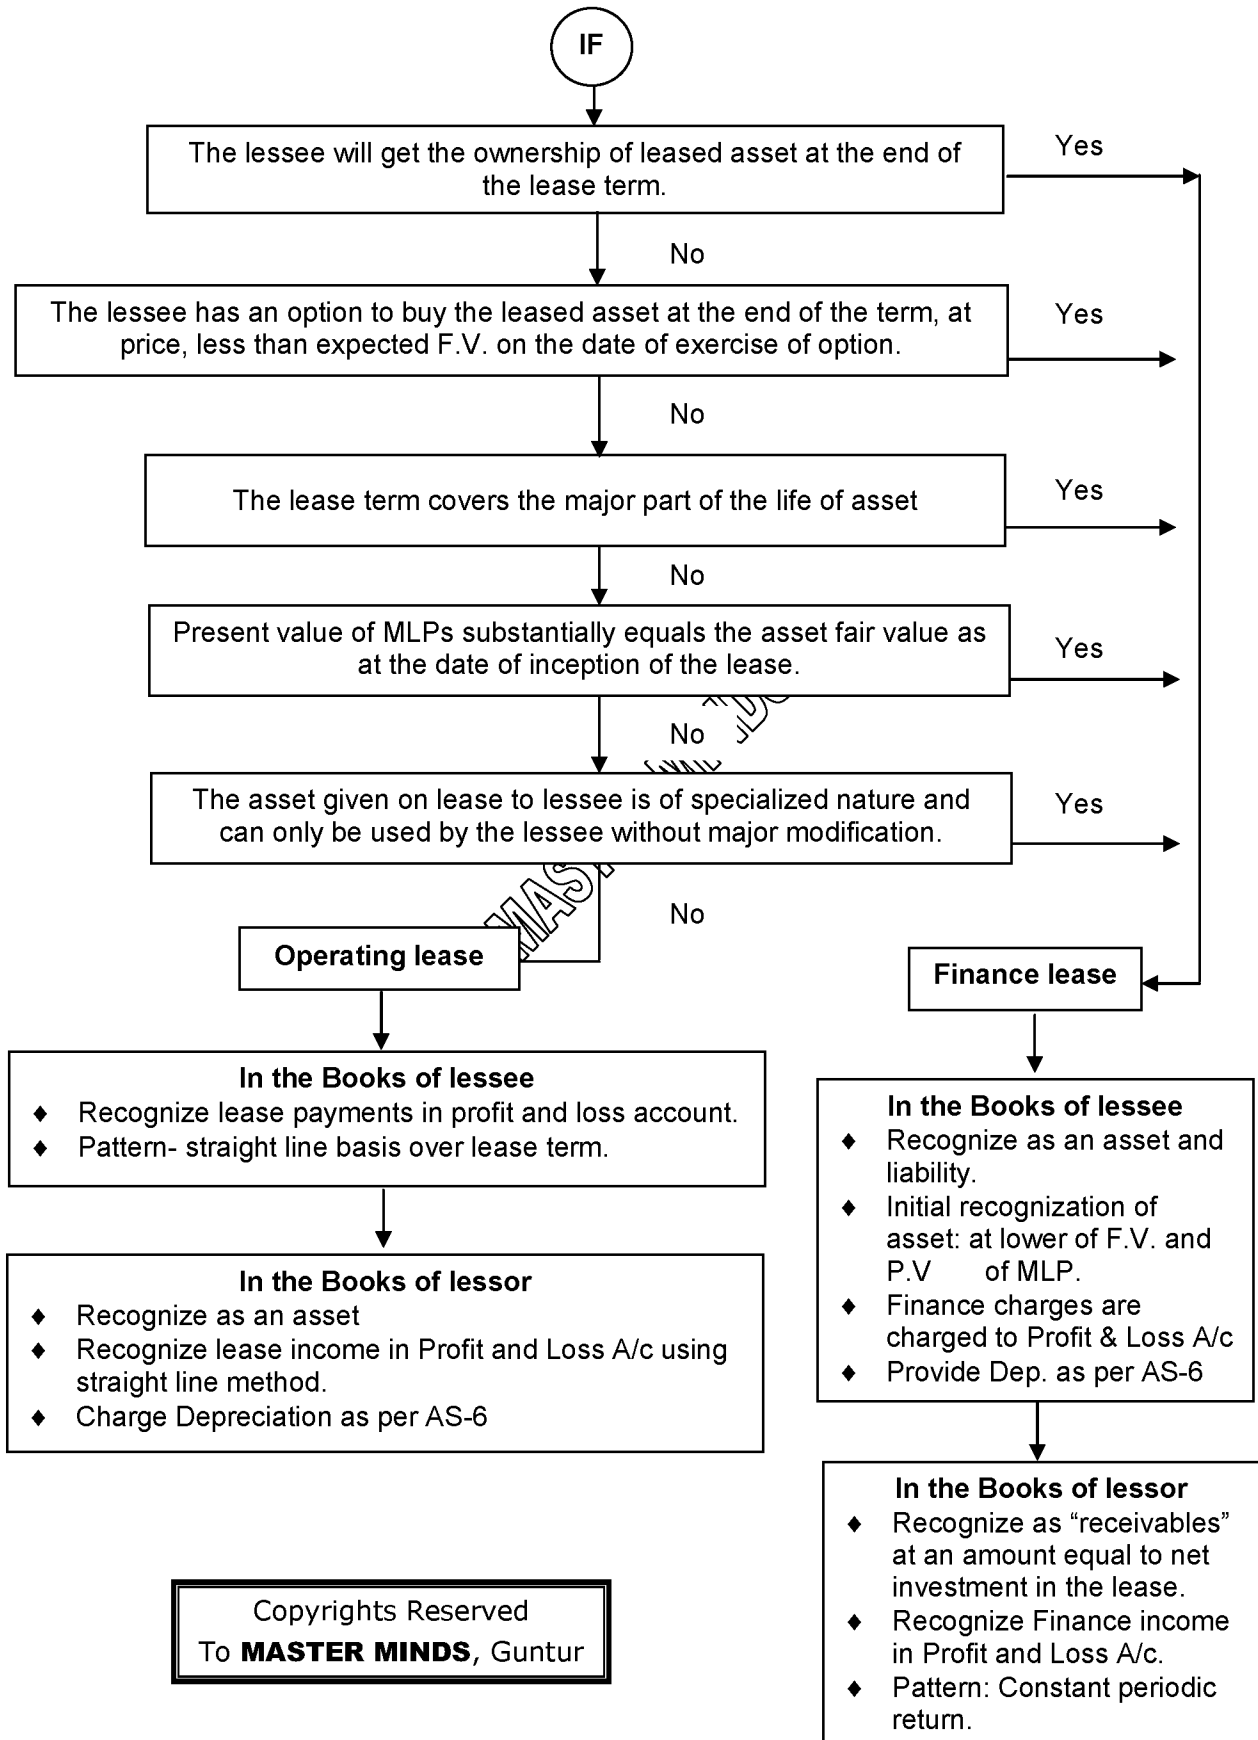 IF
The lessee will get the ownership of leased asset at the end of
the lease term.
Yes
No
The lessee has an option to buy the leased asset at the end of the term, at
price, less than expected F.V. on the date of exercise of option.
Yes
No
The lease term covers the major part of the life of asset
Yes
No
Present value of MLPs substantially equals the asset fair value as
at the date of inception of the lease.
Yes
No
The asset given on lease to lessee is of specialized nature and
can only be used by the lessee without major modification.
Yes
No
Operating lease
In the Books of lessee
♦ Recognize lease payments in profit and loss account.
♦ Pattern- straight line basis over lease term.
In the Books of lessor
♦ Recognize as an asset
♦ Recognize lease income in Profit and Loss A/c using
straight line method.
♦ Charge Depreciation as per AS-6
Finance lease
In the Books of lessee
♦ Recognize as an asset and
liability.
♦ Initial recognization of
asset: at lower of F.V. and
P.V of MLP.
♦ Finance charges are
charged to Profit & Loss A/c
♦ Provide Dep. as per AS-6
In the Books of lessor
♦ Recognize as “receivables”
at an amount equal to net
investment in the lease.
♦ Recognize Finance income
in Profit and Loss A/c.
♦ Pattern: Constant periodic
return.
Copyrights Reserved
To MASTER MINDS, Guntur